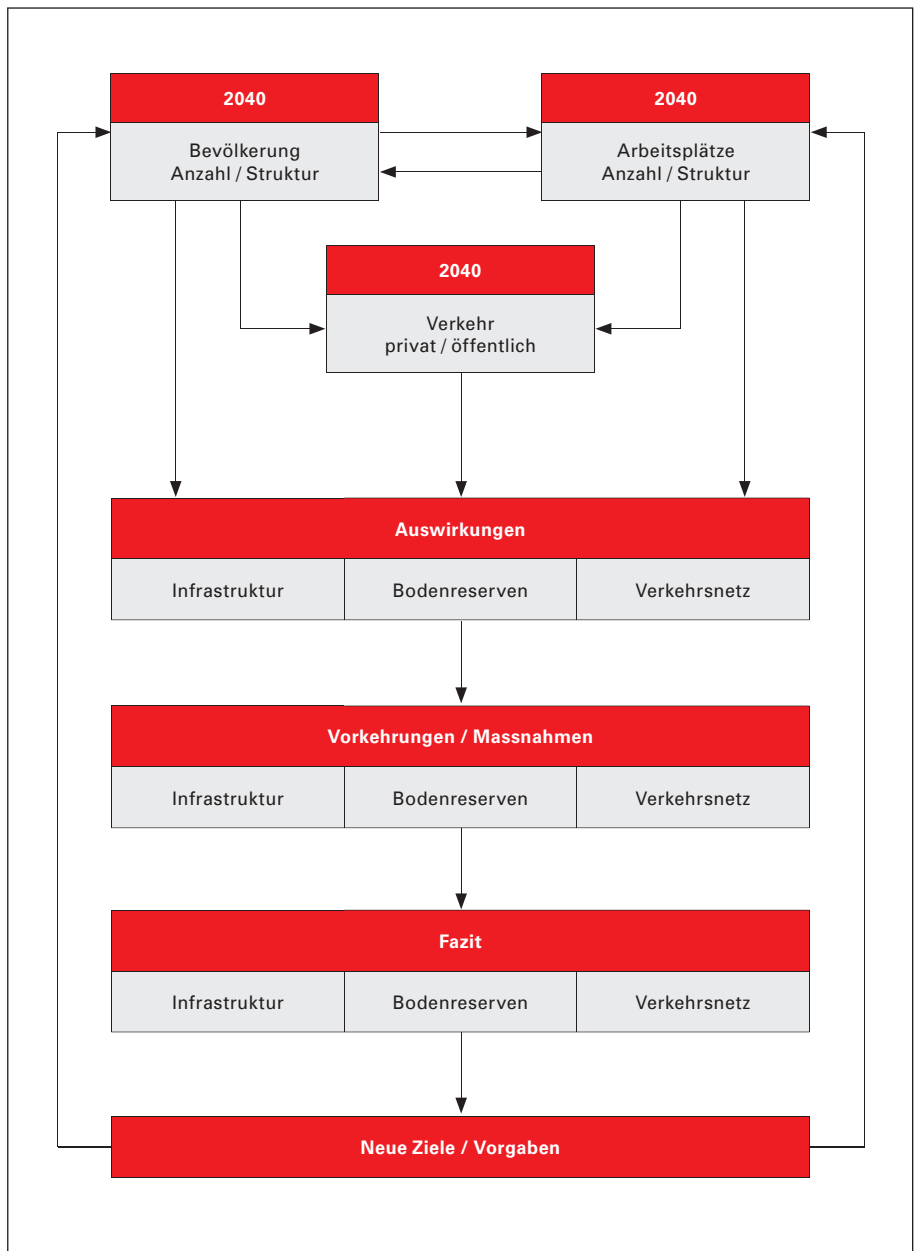 2040
Bevölkerung
Anzahl / Struktur
2040
Arbeitsplätze
Anzahl / Struktur
2040
Verkehr
privat / öffentlich
Auswirkungen
Infrastruktur
Bodenreserven
Verkehrsnetz
Vorkehrungen / Massnahmen
Infrastruktur
Bodenreserven
Verkehrsnetz
Fazit
Infrastruktur
Bodenreserven
Verkehrsnetz
Neue Ziele / Vorgaben